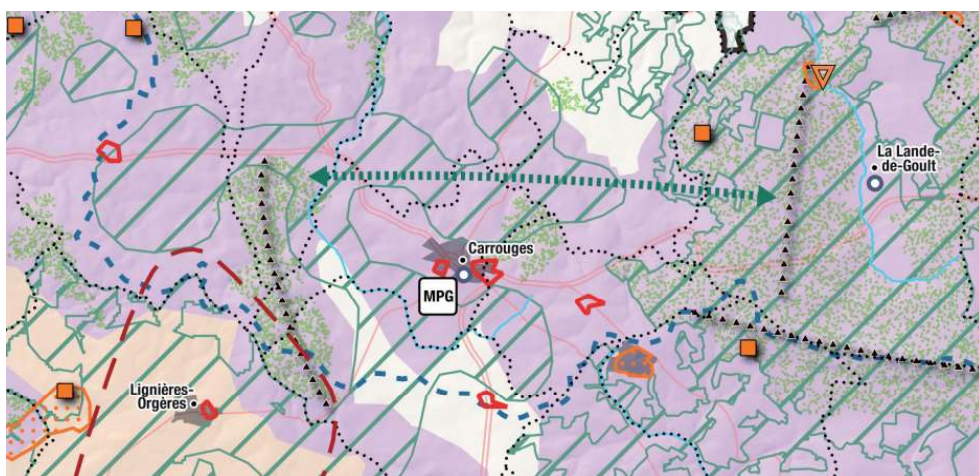 La Lande-
de-Goult
Carrouges
MPG
Lignières-
Orgères